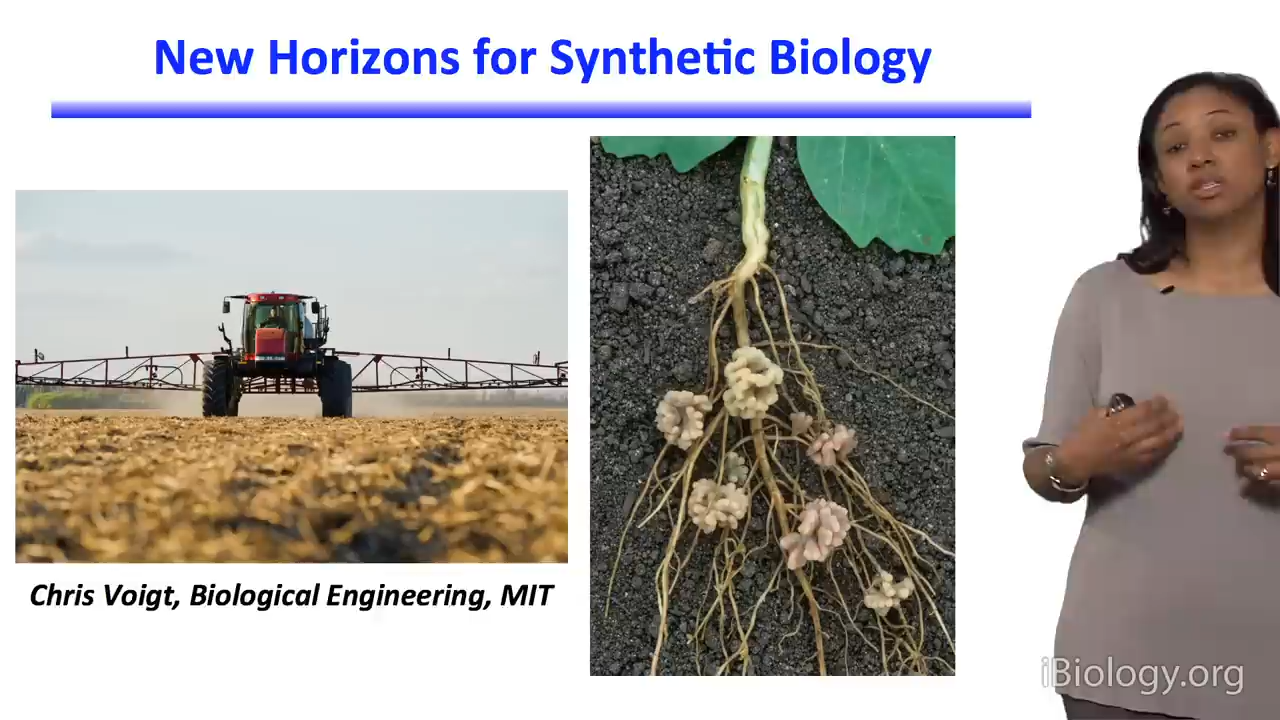 New Horizons for Synthetic Biology
Chris Voigt, Biological Engineering, MIT
iBiology.org